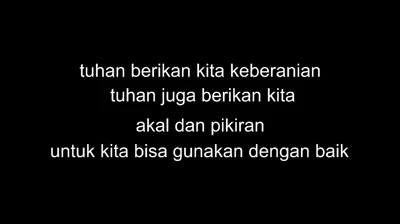 tuhan berikan kita keberanian
tuhan juga berikan kita
akal dan pikiran
untuk kita bisa gunakan dengan baik